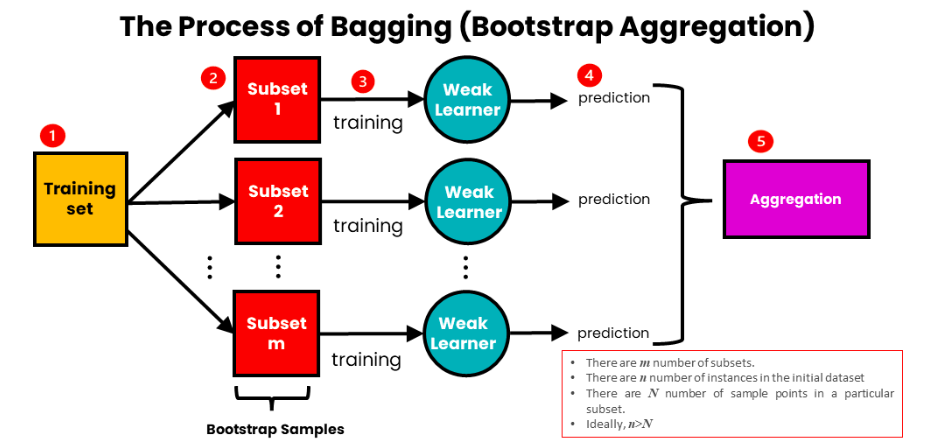 The Process of Bagging (Bootstrap Aggregation)
1
Training
set
2
Subset
1
3
training
Weak
Learner
4
prediction
Subset
2
training
Weak
Learner
prediction
Subset
m
training
Weak
Learner
prediction
5
Aggregation
Bootstrap Samples
• There are m number of subsets.
• There are n number of instances in the initial dataset
• There are N number of sample points in a particular
subset.
• Ideally, n>N